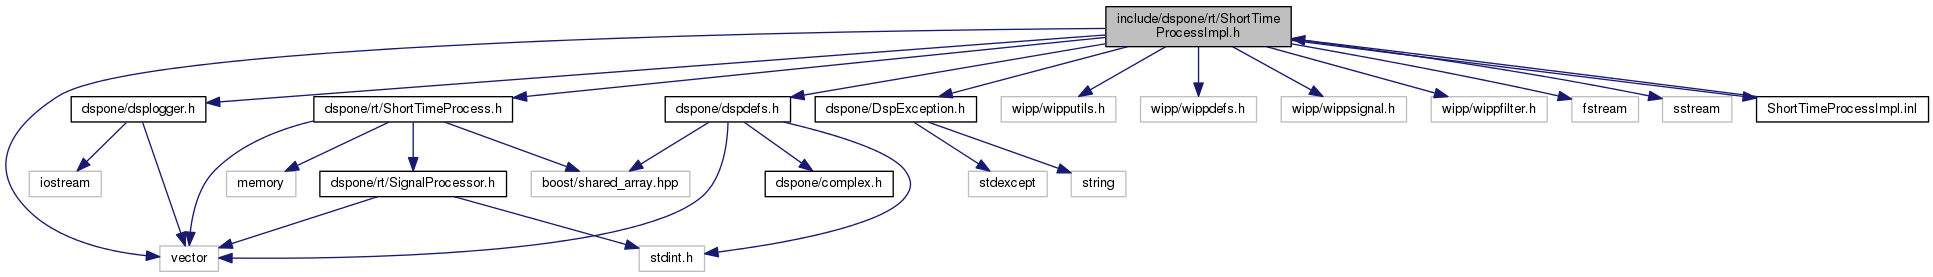 include/dspone/rt/ShortTime
ProcessImpl.h
dspone/dsplogger.h
dspone/rt/ShortTimeProcess.h
dspone/dspdefs.h
dspone/DspException.h
wipp/wipputils.h
wipp/wippdefs.h
wipp/wippsignal.h
wipp/wippfilter.h
fstream
sstream
ShortTimeProcessImpl.inl
iostream
memory
dspone/rt/SignalProcessor.h
boost/shared_array.hpp
dspone/complex.h
stdexcept
string
vector
stdint.h